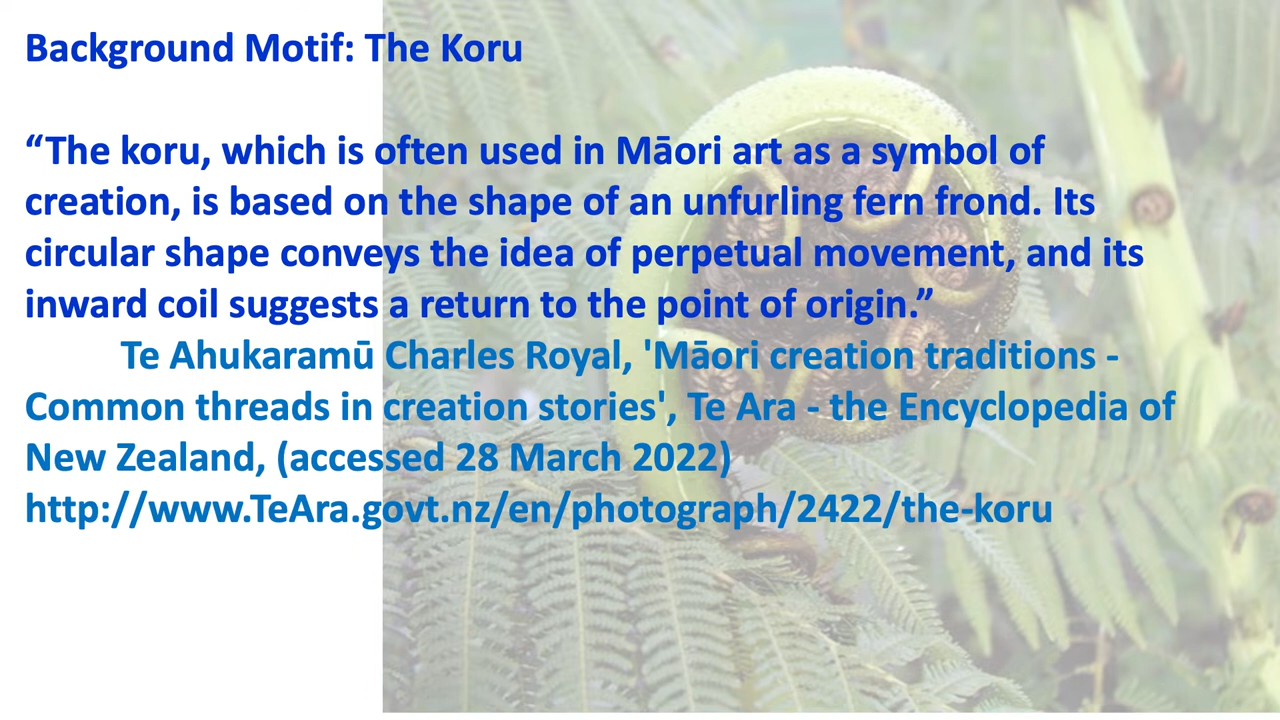 Background Motif: The Koru
“The koru, which is often used in Māori art as a symbol of
creation, is based on the shape of an unfurling fern frond. Its
circular shape conveys the idea of perpetual movement, and its
inward coil suggests a return to the point of origin.”
Te Ahukaramū Charles Royal, 'Māori creation traditions -
Common threads in creation stories', Te Ara - the Encyclopedia of
New Zealand, (accessed 28 March 2022)
http://www.TeAra.govt.nz/en/photograph/2422/the-koru